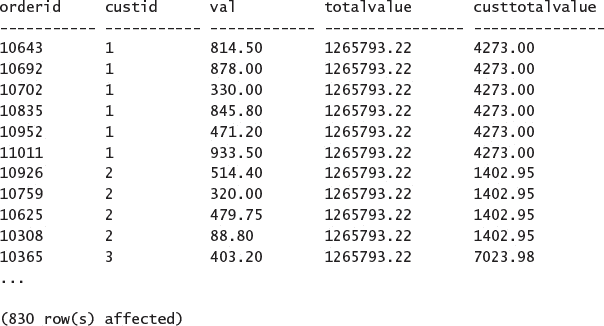 orderid     custid      val          totalvalue       custtotalvalue
----------- ----------- ------------ ---------------- ---------------
10643       1           814.50       1265793.22       4273.00
10692       1           878.00       1265793.22       4273.00
10702       1           330.00       1265793.22       4273.00
10835       1           845.80       1265793.22       4273.00
10952       1           471.20       1265793.22       4273.00
11011       1           933.50       1265793.22       4273.00
10926       2           514.40       1265793.22       1402.95
10759       2           320.00       1265793.22       1402.95
10625       2           479.75       1265793.22       1402.95
10308       2           88.80        1265793.22       1402.95
10365       3           403.20       1265793.22       7023.98
...
(830 row(s) affected)